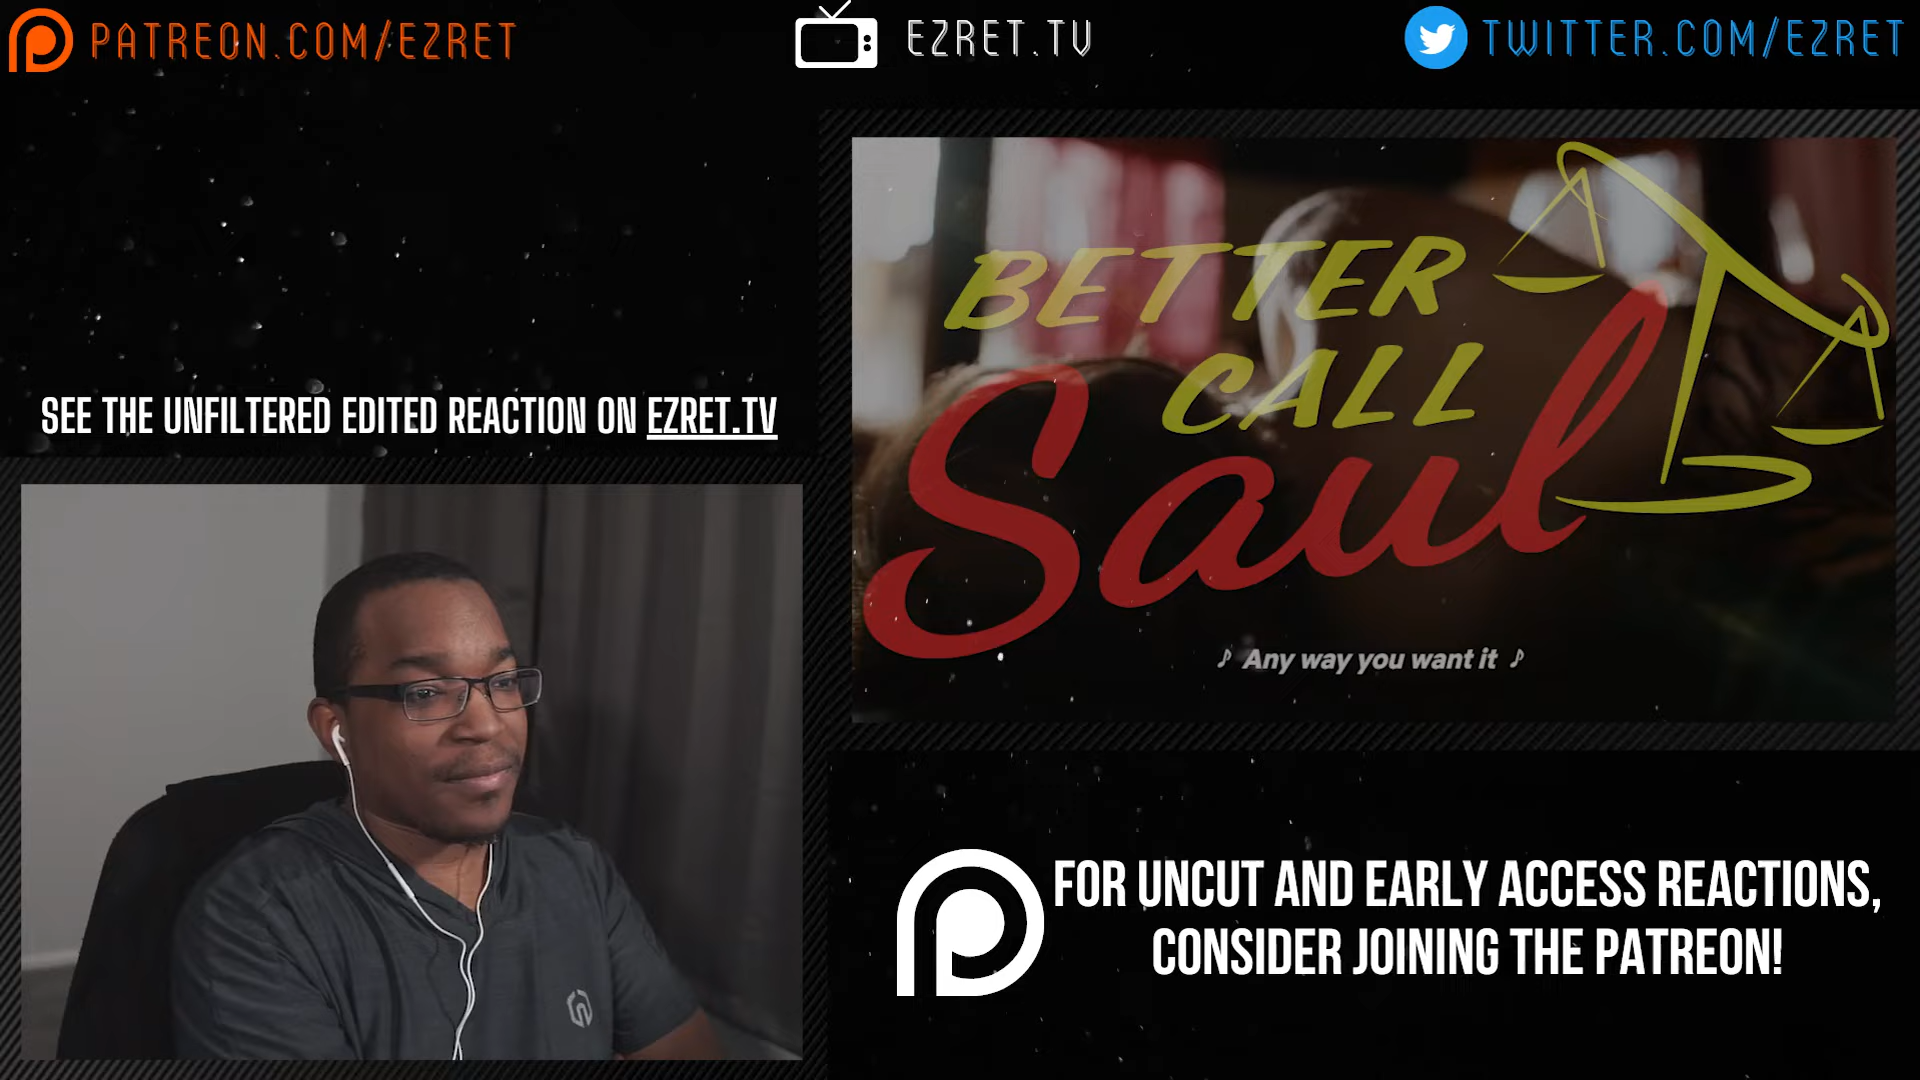 PATREON.COM/EZRET
EZRET.TV
TWITTER.COM/EZRET
SEE THE UNFILTERED EDITED REACTION ON EZRET.TV
BETTER
CALL
Saul
♪ Any way you want it ♪
FOR UNCUT AND EARLY ACCESS REACTIONS,
CONSIDER JOINING THE PATREON!